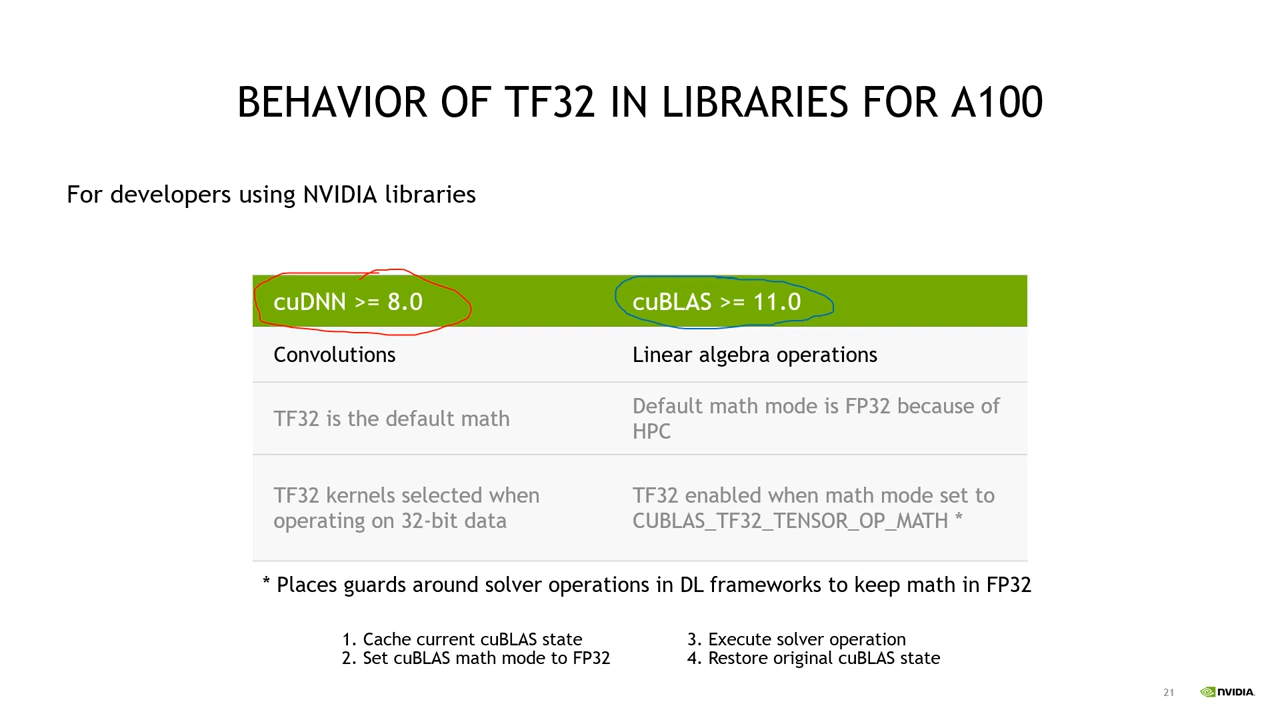 BEHAVIOR OF TF32 IN LIBRARIES FOR A100
For developers using NVIDIA libraries
cuDNN >= 8.0
cuBLAS >= 11.0
Convolutions
Linear algebra operations
TF32 is the default math
Default math mode is FP32 because of
HPC
TF32 kernels selected when
operating on 32-bit data
TF32 enabled when math mode set to
CUBLAS_TF32_TENSOR_OP_MATH *
* Places guards around solver operations in DL frameworks to keep math in FP32
1. Cache current cuBLAS state
2. Set cuBLAS math mode to FP32
3. Execute solver operation
4. Restore original cuBLAS state
21
NVIDIA.